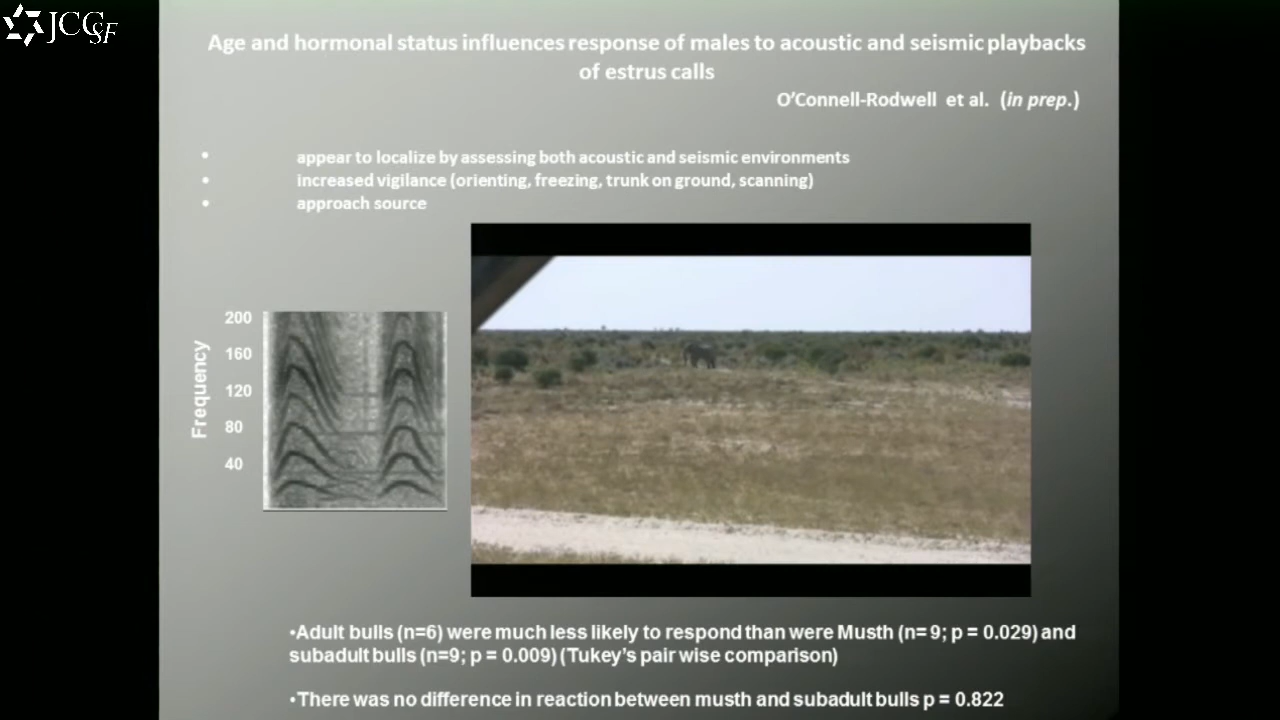 JCCSF
Age and hormonal status influences response of males to acoustic and seismic playbacks
of estrus calls
O'Connell-Rodwell et al. (in prep.)
• appear to localize by assessing both acoustic and seismic environments
• increased vigilance (orienting, freezing, trunk on ground, scanning)
• approach source
200
160
120
80
40
Frequency
•Adult bulls (n=6) were much less likely to respond than were Musth (n= 9; p = 0.029) and
subadult bulls (n=9; p = 0.009) (Tukey's pair wise comparison)
•There was no difference in reaction between musth and subadult bulls p = 0.822